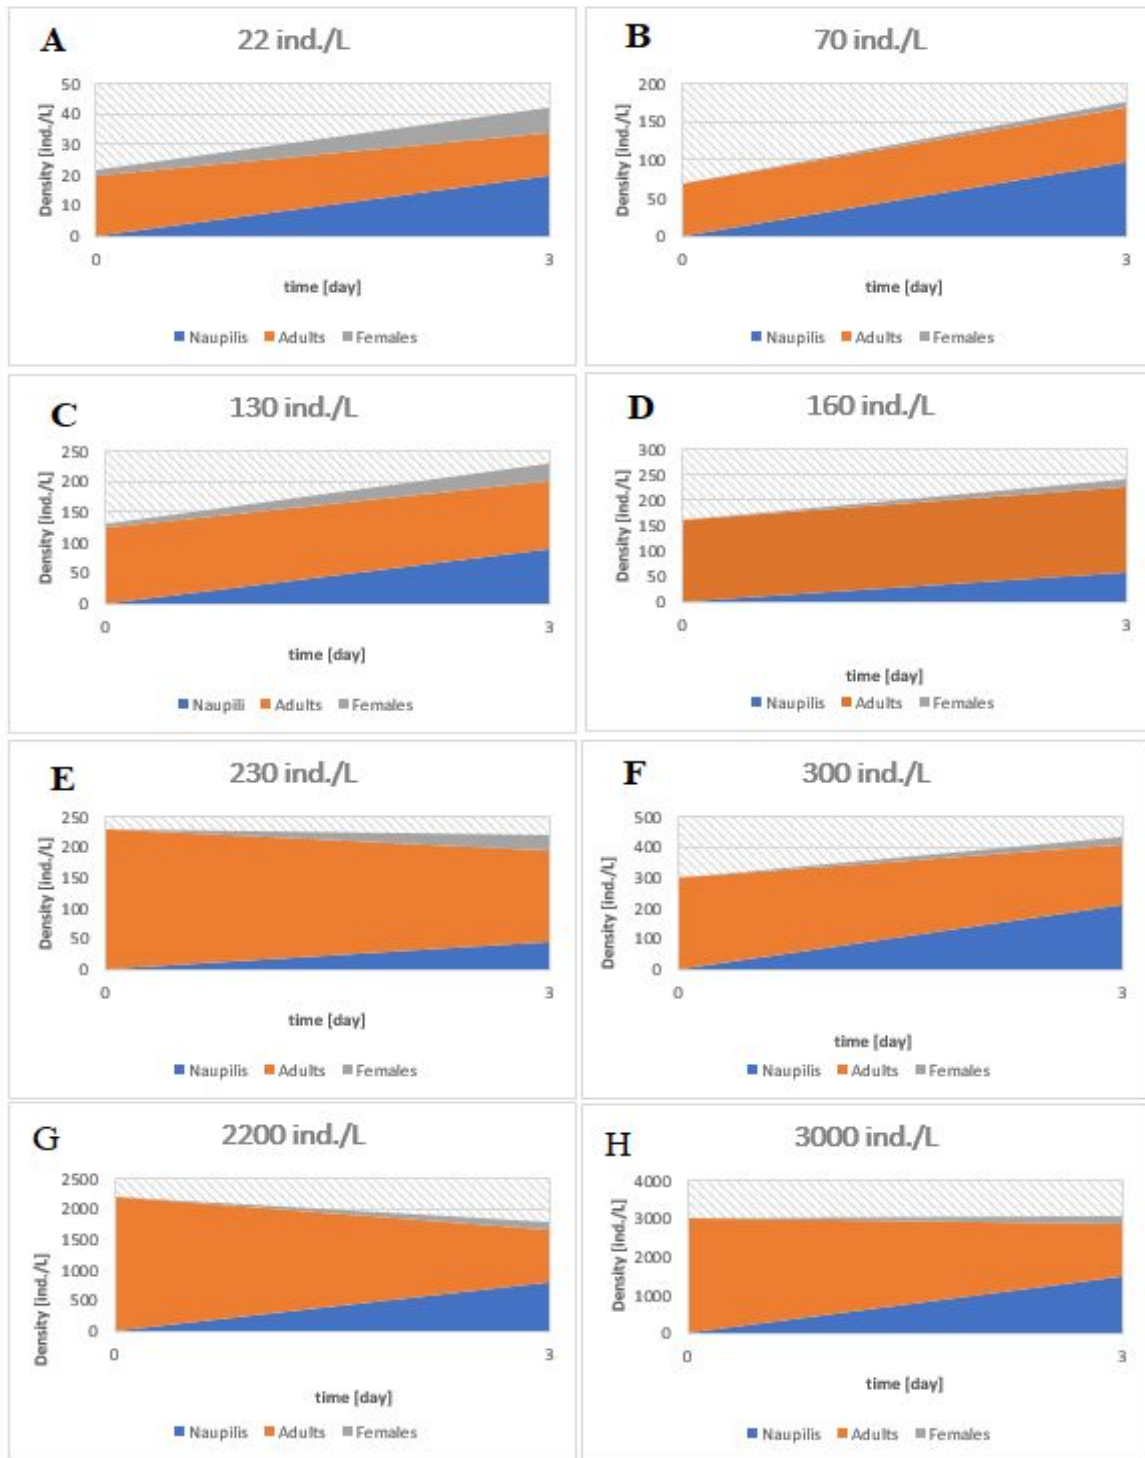 A
22 ind./L
Density [ind./L]
50
40
30
20
10
0
0 3
time [day]
Naupilis Adults Females
B
70 ind./L
Density [ind./L]
200
150
100
50
0
0 3
time [day]
Naupilis Adults Females
C
130 ind./L
Density [ind./L]
250
200
150
100
50
0
0 3
time [day]
Naupili Adults Females
D
160 ind./L
Density [ind./L]
300
250
200
150
100
50
0
0 3
time [day]
Naupilis Adults Females
E
230 ind./L
Density [ind./L]
250
200
150
100
50
0
0 3
time [day]
Naupilis Adults Females
F
300 ind./L
Density [ind./L]
500
400
300
200
100
0
0 3
time [day]
Naupilis Adults Females
G
2200 ind./L
Density [ind./L]
2500
2000
1500
1000
500
0
0 3
time [day]
Naupilis Adults Females
H
3000 ind./L
Density [ind./L]
4000
3000
2000
1000
0
0 3
time [day]
Naupilis Adults Females